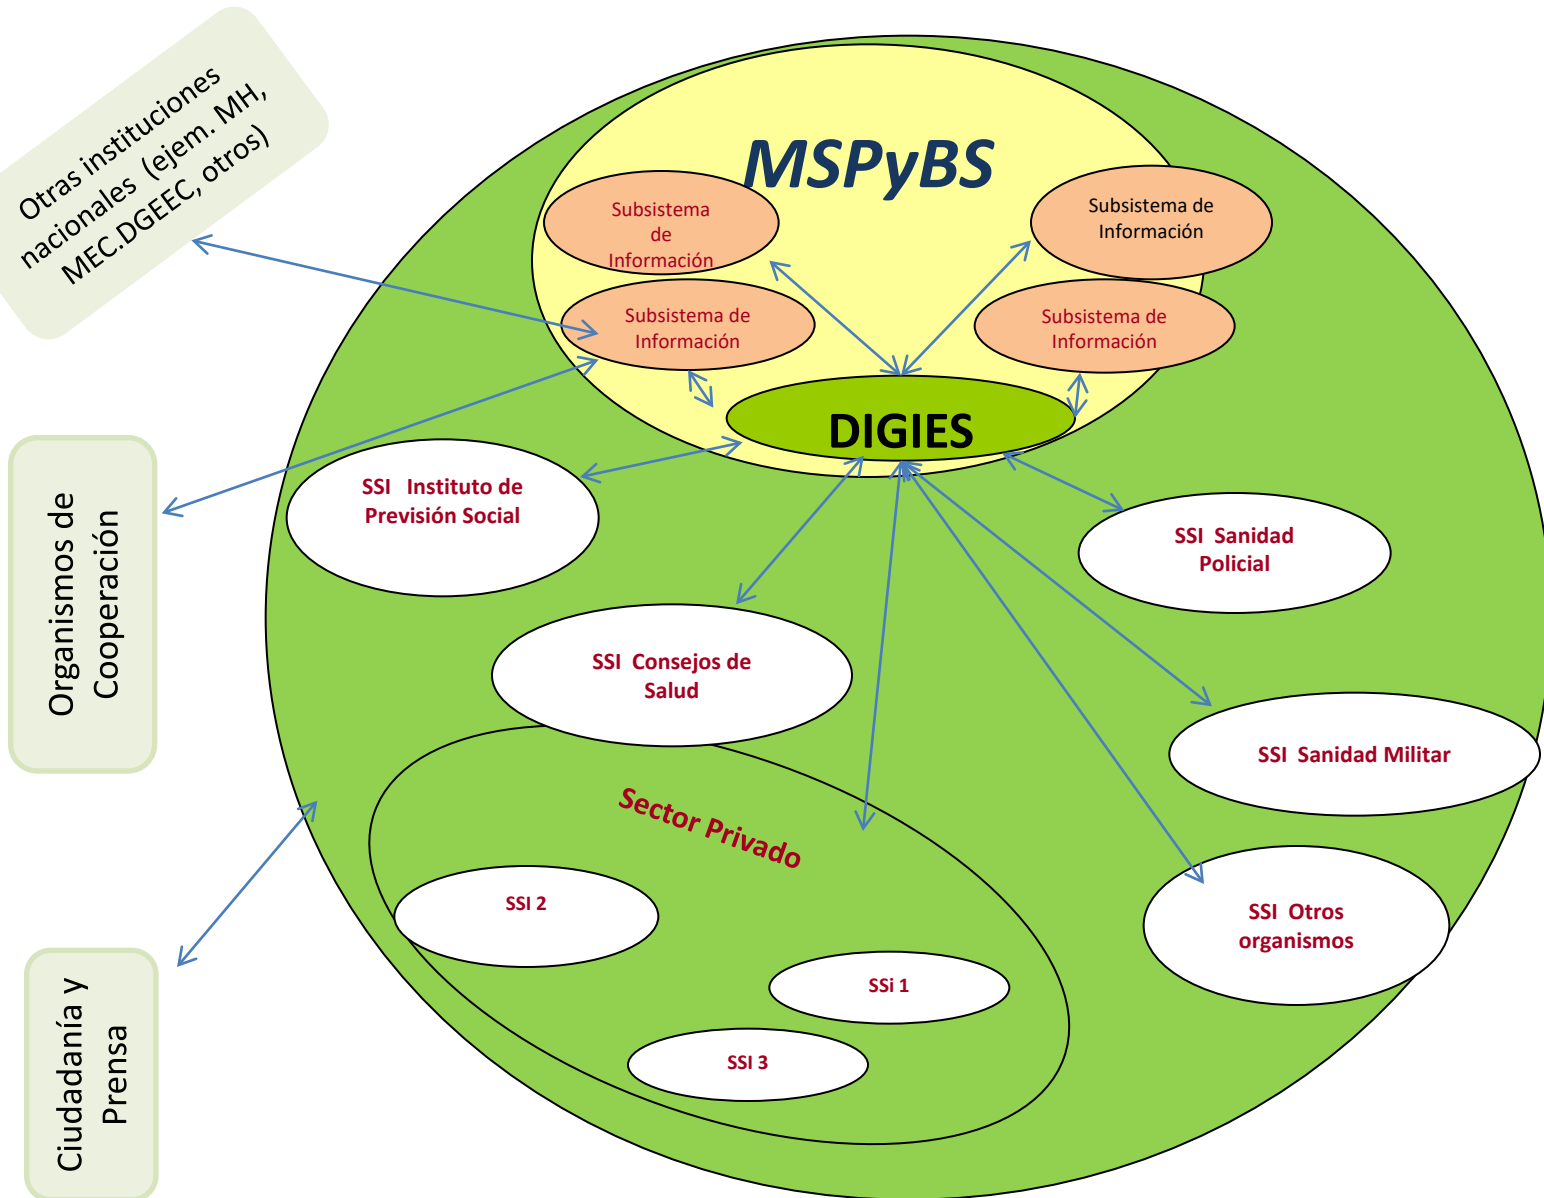 Otras instituciones
nacionales (ejem. MH,
MEC.DGEEC, otros)
MSPyBS
Subsistema
de
Información
Subsistema de
Información
Subsistema de
Información
Subsistema de
Información
DIGIES
Organismos de
Cooperación
SSI Instituto de
Previsión Social
SSI Sanidad
Policial
SSI Consejos de
Salud
SSI Sanidad Militar
Sector Privado
SSI 2
SSI Otros
organismos
SSi 1
SSI 3
Ciudadanía y
Prensa